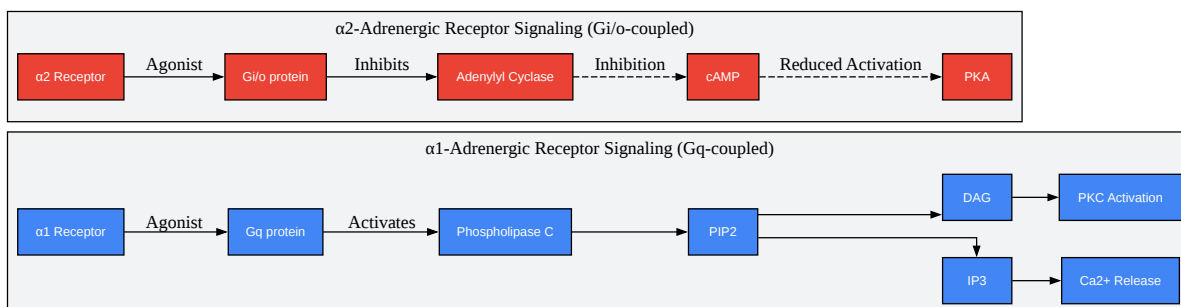 α2-Adrenergic Receptor Signaling (Gi/o-coupled)
α2 Receptor
Agonist
Gi/o protein
Inhibits
Adenylyl Cyclase
Inhibition
cAMP
Reduced Activation
PKA
α1-Adrenergic Receptor Signaling (Gq-coupled)
α1 Receptor
Agonist
Gq protein
Activates
Phospholipase C
PIP2
DAG
PKC Activation
IP3
Ca2+ Release